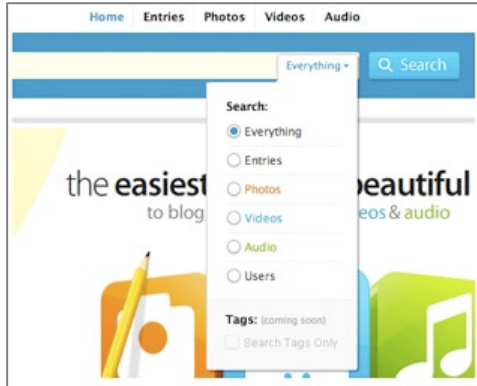 Home Entries Photos Videos Audio
Everything
Search
Search:
Everything
Entries
Photos
Videos
Audio
Users
Tags: (coming soon)
Search Tags Only
the easiest beautiful
to blog eos & audio